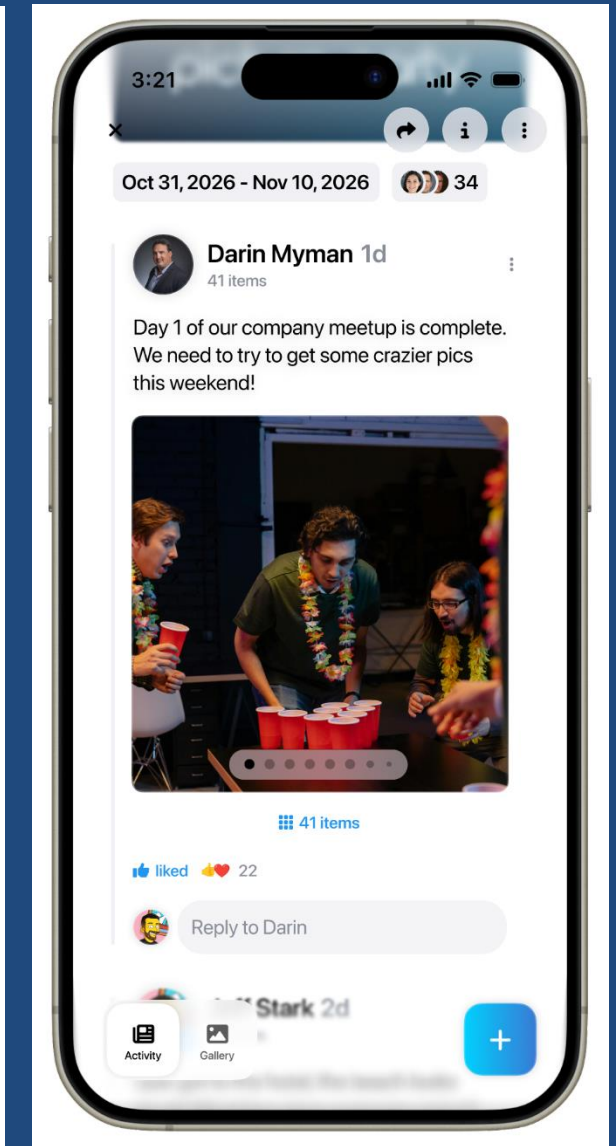 3:21
Oct 31, 2026 - Nov 10, 2026
34
Darin Myman 1d
41 items
Day 1 of our company meetup is complete.
We need to try to get some crazier pics
this weekend!
41 items
liked 22
Reply to Darin
Stark 2d
Activity
Gallery